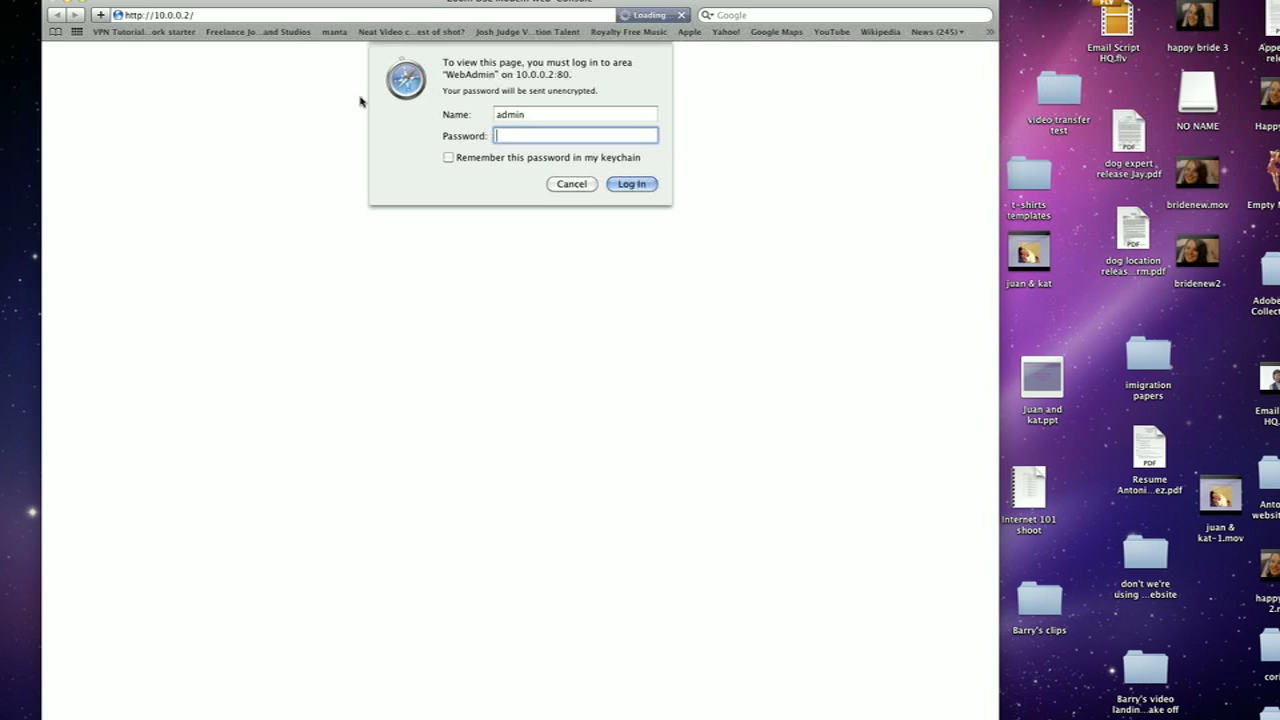 http://10.0.0.2/
Loading...
Google
VPN Tutorial...ork starter
Freelance Jo...and Studios
manta
Neat Video c...est of shot?
Josh Judge V...tion Talent
Royalty Free Music
Apple
Yahoo!
Google Maps
YouTube
Wikipedia
News (245)
To view this page, you must log in to area
"WebAdmin" on 10.0.0.2:80.
Your password will be sent unencrypted.
Name:
admin
Password:
Remember this password in my keychain
Cancel
Log In
FLV
Email Script
HQ.flv
happy bride 3
video transfer
test
PDF
dog expert
release Jay.pdf
NO NAME
t-shirts
templates
bridenew.mov
juan & kat
PDF
dog location
releas...rm.pdf
bridenew2
Juan and
kat.ppt
imigration
papers
PDF
Resume
Antoni...ez.pdf
Internet 101
shoot
juan &
kat-1.mov
don't we're
using ...ebsite
Barry's clips
Barry's video
landin...ake off